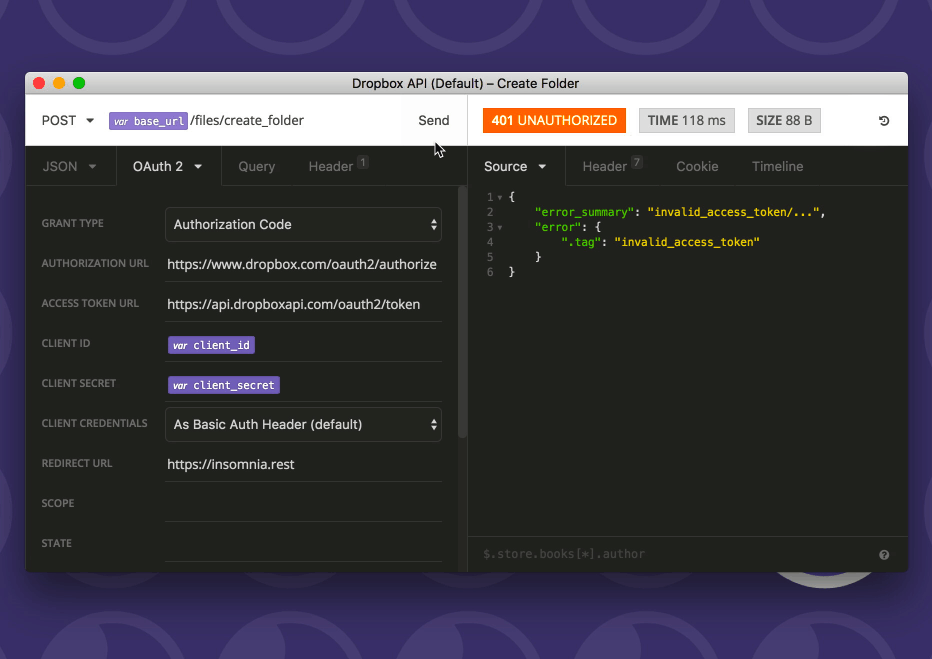 Dropbox API (Default) – Create Folder
POST var base_url /files/create_folder Send
401 UNAUTHORIZED TIME 118 ms SIZE 88 B
JSON OAuth 2 Query Header 1
Source Header 7 Cookie Timeline
GRANT TYPE Authorization Code
AUTHORIZATION URL https://www.dropbox.com/oauth2/authorize
ACCESS TOKEN URL https://api.dropboxapi.com/oauth2/token
CLIENT ID var client_id
CLIENT SECRET var client_secret
CLIENT CREDENTIALS As Basic Auth Header (default)
REDIRECT URL https://insomnia.rest
SCOPE
STATE
1 {
2 "error_summary": "invalid_access_token/...",
3 "error": {
4 ".tag": "invalid_access_token"
5 }
6 }
$.store.books[*].author ?